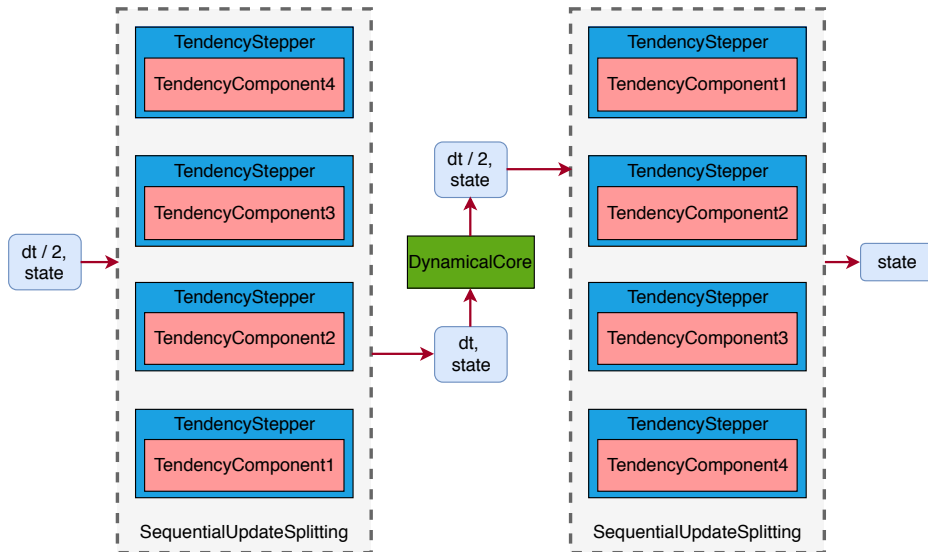 dt / 2,
state
TendencyStepper
TendencyComponent4
TendencyStepper
TendencyComponent3
TendencyStepper
TendencyComponent2
TendencyStepper
TendencyComponent1
SequentialUpdateSplitting
dt,
state
DynamicalCore
dt / 2,
state
TendencyStepper
TendencyComponent1
TendencyStepper
TendencyComponent2
TendencyStepper
TendencyComponent3
TendencyStepper
TendencyComponent4
SequentialUpdateSplitting
state